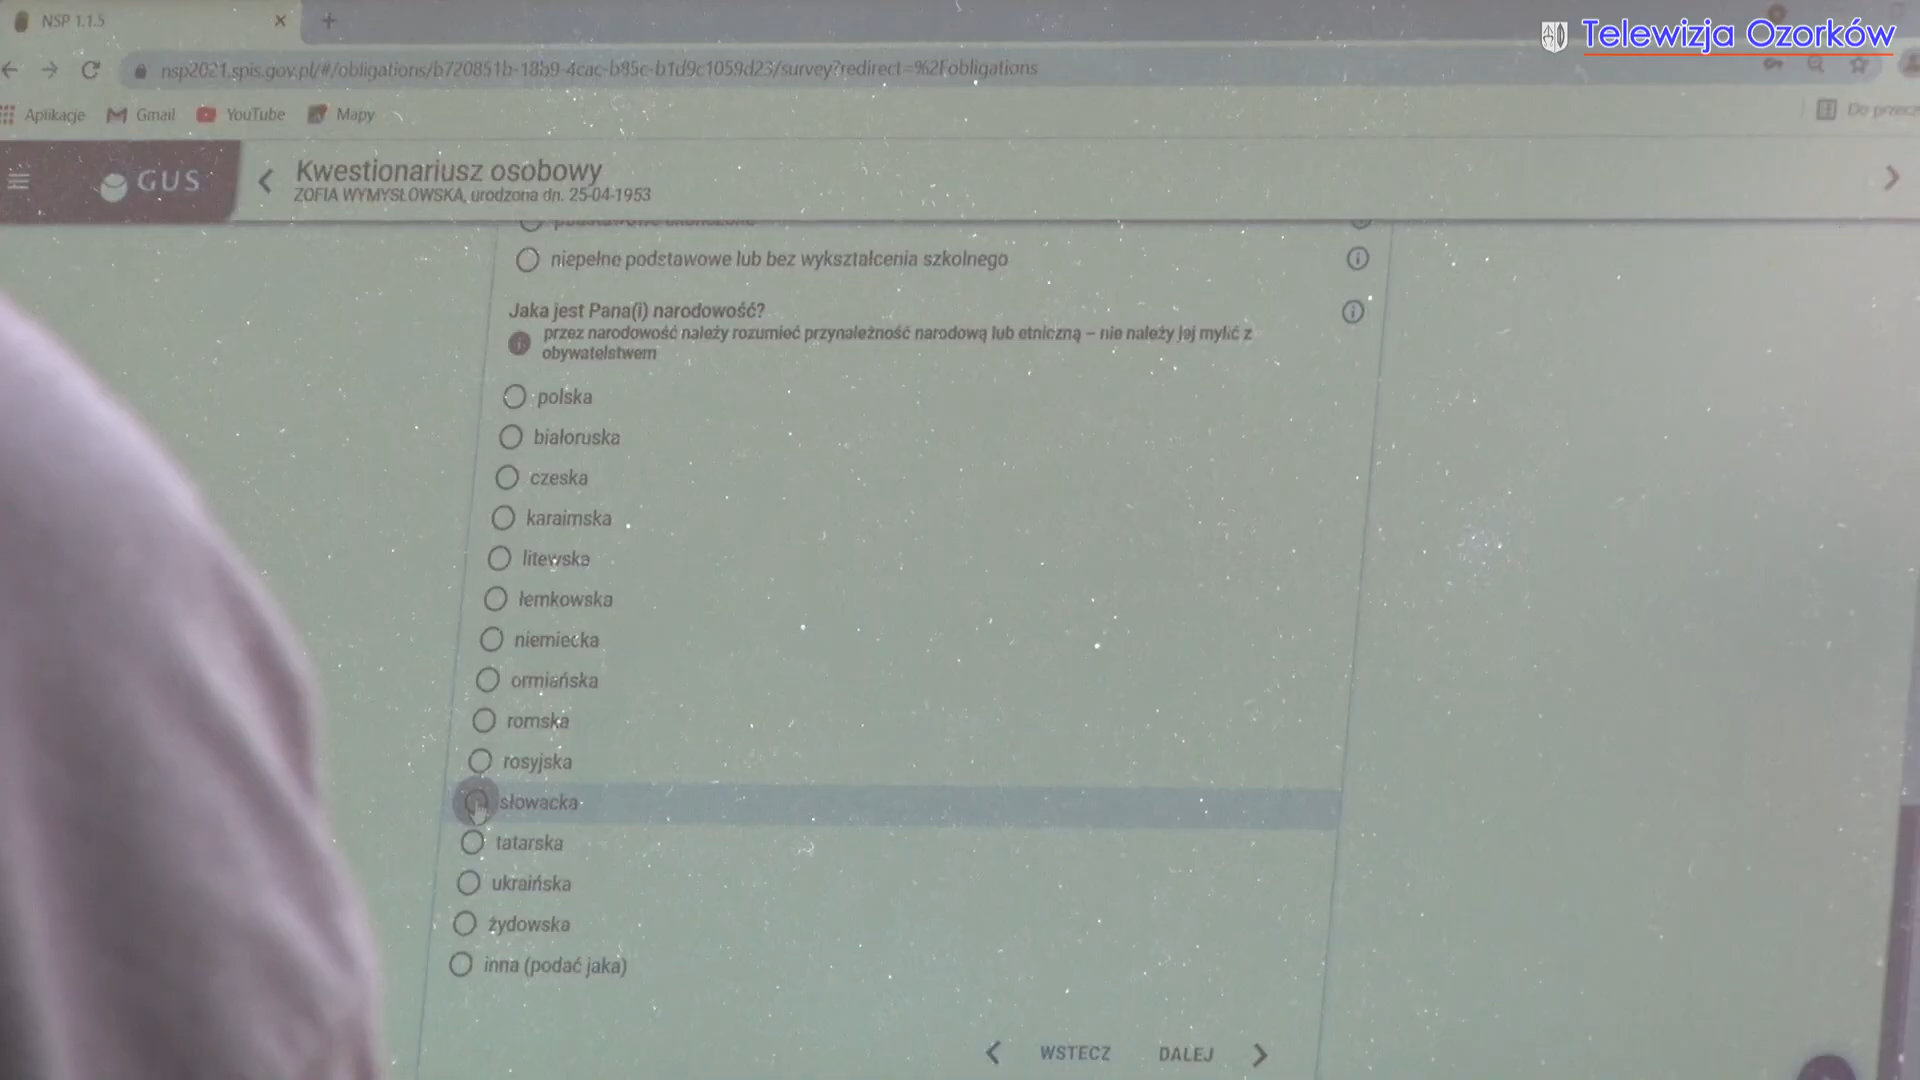 NSP 1.1.5
Telewizja Ozorków
nsp2021.spis.gov.pl/#/obligations/b720851b-18b9-4cac-b85c-b1d9c1059d23/survey?redirect=%2Fobligations
Aplikacje Gmail YouTube Mapy
GUS
Kwestionariusz osobowy
ZOFIA WYMYSŁOWSKA, urodzona dn. 25-04-1953
niepełne podstawowe lub bez wykształcenia szkolnego
Jaka jest Pana(i) narodowość?
przez narodowość należy rozumieć przynależność narodową lub etniczną – nie należy jej mylić z
obywatelstwem
polska
białoruska
czeska
karaimska
litewska
łemkowska
niemiecka
ormiańska
romska
rosyjska
słowacka
tatarska
ukraińska
żydowska
inna (podać jaka)
WSTECZ DALEJ